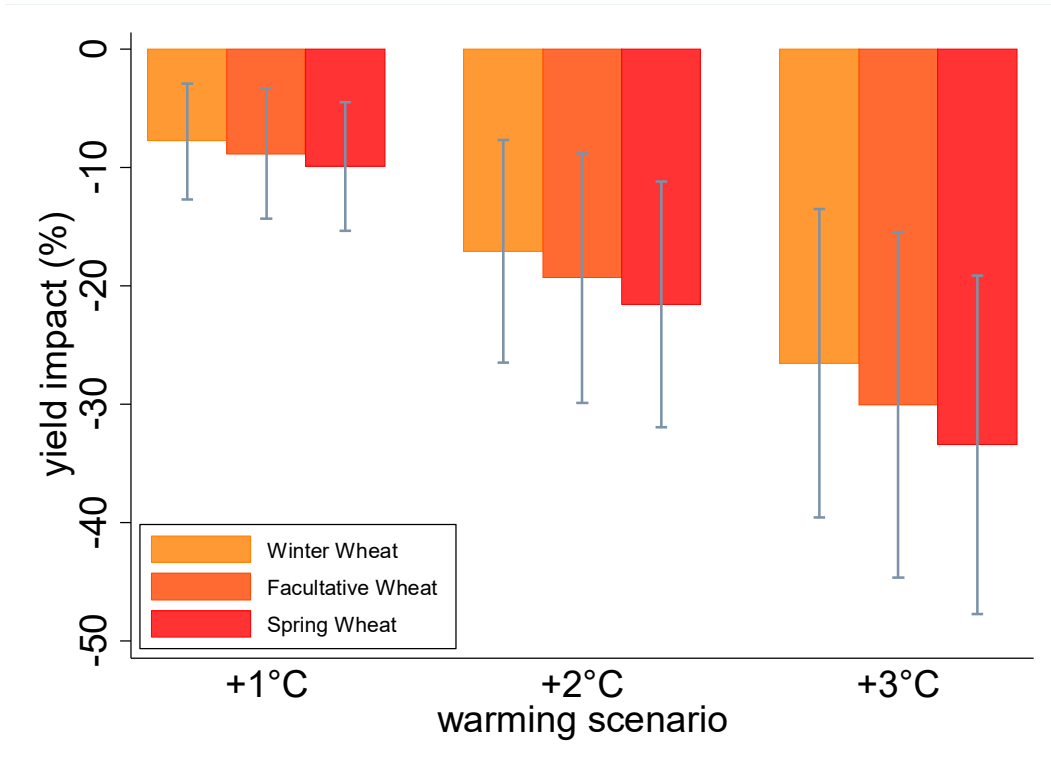 yield impact (%)
0
-10
-20
-30
-40
-50
Winter Wheat
Facultative Wheat
Spring Wheat
+1°C +2°C +3°C
warming scenario